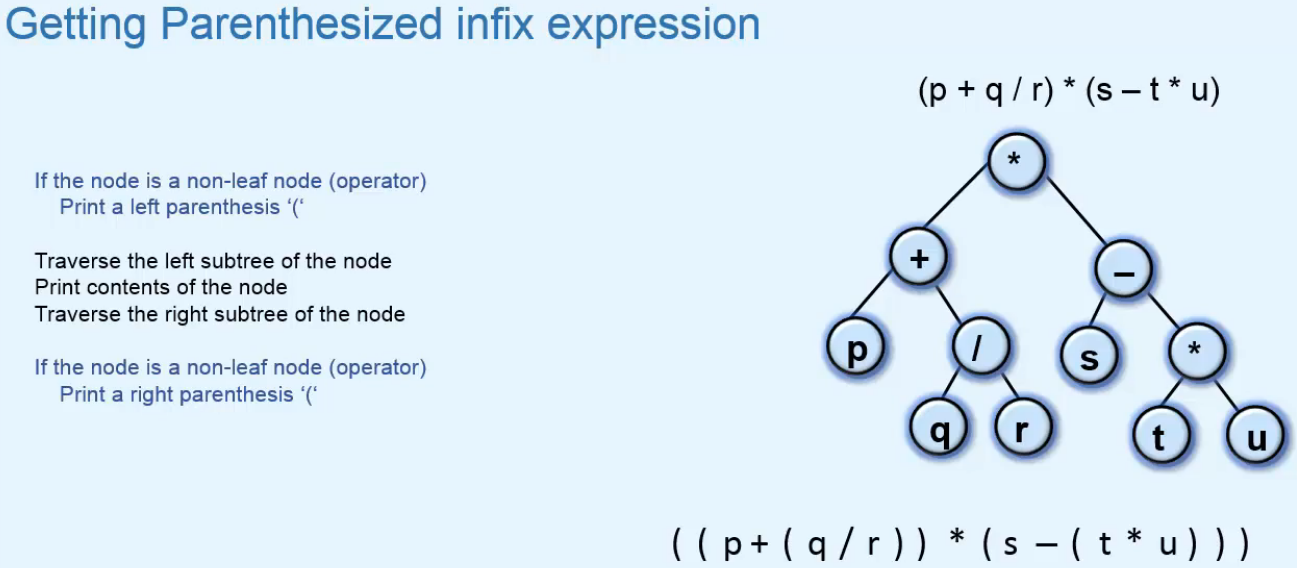 Getting Parenthesized infix expression
(p + q / r) * (s – t * u)
If the node is a non-leaf node (operator)
Print a left parenthesis ‘(‘
Traverse the left subtree of the node
Print contents of the node
Traverse the right subtree of the node
If the node is a non-leaf node (operator)
Print a right parenthesis ‘(‘
*
+
–
p
/
s
*
q
r
t
u
( ( p + ( q / r ) ) * ( s – ( t * u ) ) )